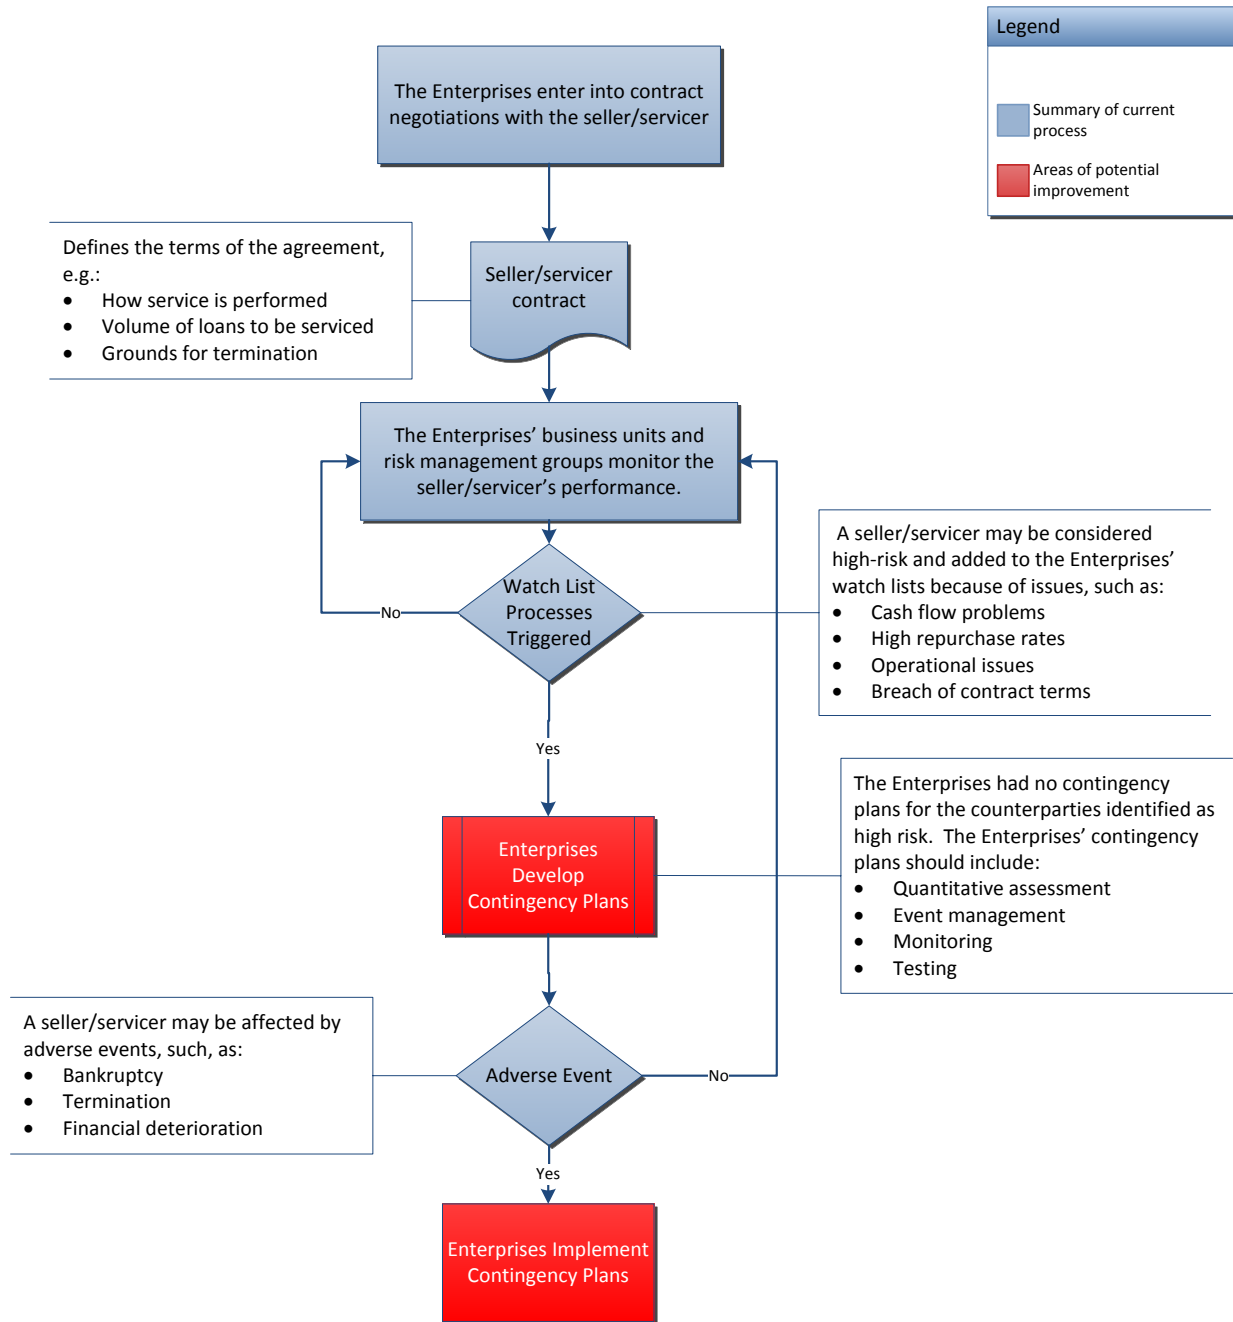 Legend
Summary of current
process
Areas of potential
improvement
The Enterprises enter into contract
negotiations with the seller/servicer
Defines the terms of the agreement,
e.g.:
• How service is performed
• Volume of loans to be serviced
• Grounds for termination
Seller/servicer
contract
The Enterprises’ business units and
risk management groups monitor the
seller/servicer’s performance.
Watch List
Processes
Triggered
No
A seller/servicer may be considered
high-risk and added to the Enterprises’
watch lists because of issues, such as:
• Cash flow problems
• High repurchase rates
• Operational issues
• Breach of contract terms
Yes
Enterprises
Develop
Contingency Plans
The Enterprises had no contingency
plans for the counterparties identified as
high risk.  The Enterprises’ contingency
plans should include:
• Quantitative assessment
• Event management
• Monitoring
• Testing
A seller/servicer may be affected by
adverse events, such, as:
• Bankruptcy
• Termination
• Financial deterioration
Adverse Event
No
Yes
Enterprises Implement
Contingency Plans